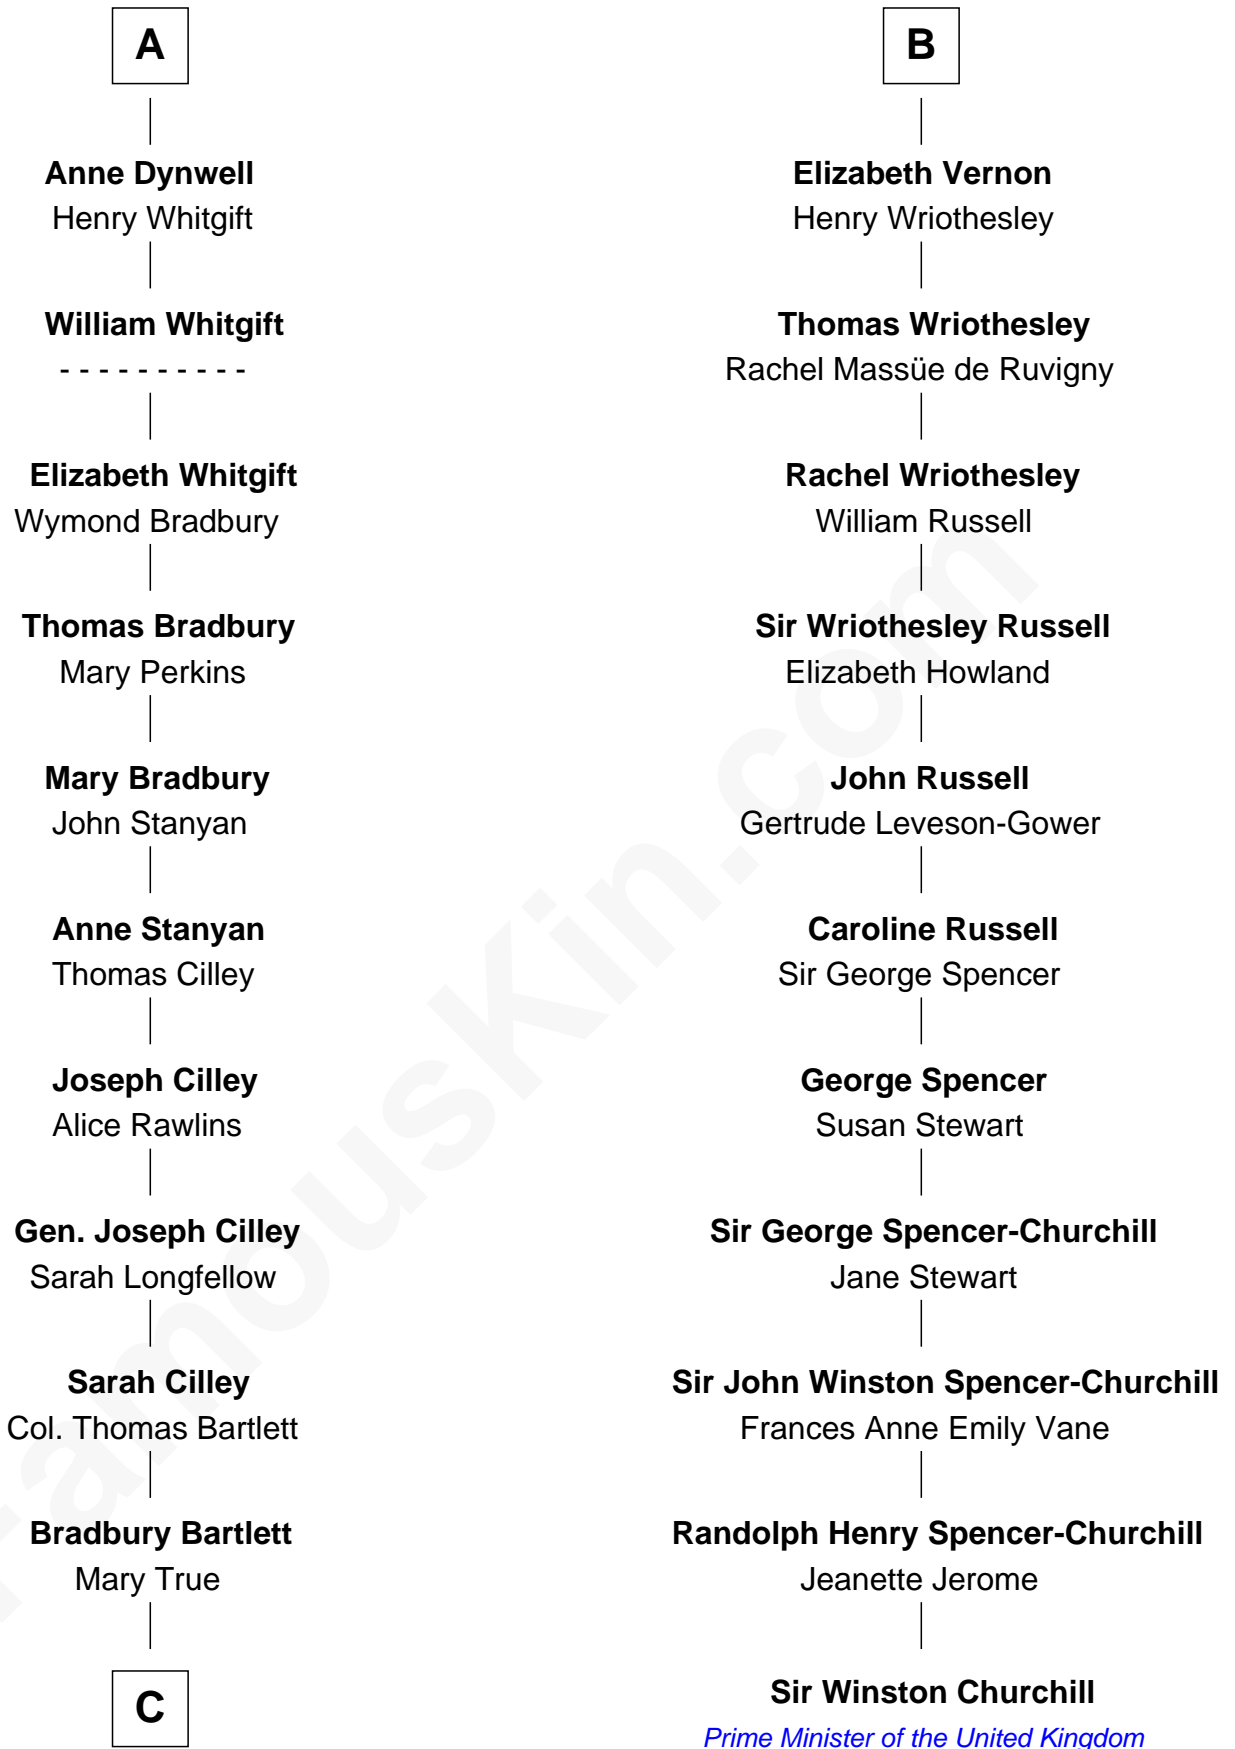 A
Anne Dynwell
Henry Whitgift
William Whitgift
- - - - - - - - - -
Elizabeth Whitgift
Wymond Bradbury
Thomas Bradbury
Mary Perkins
Mary Bradbury
John Stanyan
Anne Stanyan
Thomas Cilley
Joseph Cilley
Alice Rawlins
Gen. Joseph Cilley
Sarah Longfellow
Sarah Cilley
Col. Thomas Bartlett
Bradbury Bartlett
Mary True
C
B
Elizabeth Vernon
Henry Wriothesley
Thomas Wriothesley
Rachel Massüe de Ruvigny
Rachel Wriothesley
William Russell
Sir Wriothesley Russell
Elizabeth Howland
John Russell
Gertrude Leveson-Gower
Caroline Russell
Sir George Spencer
George Spencer
Susan Stewart
Sir George Spencer-Churchill
Jane Stewart
Sir John Winston Spencer-Churchill
Frances Anne Emily Vane
Randolph Henry Spencer-Churchill
Jeanette Jerome
Sir Winston Churchill
Prime Minister of the United Kingdom
FamousKin.com